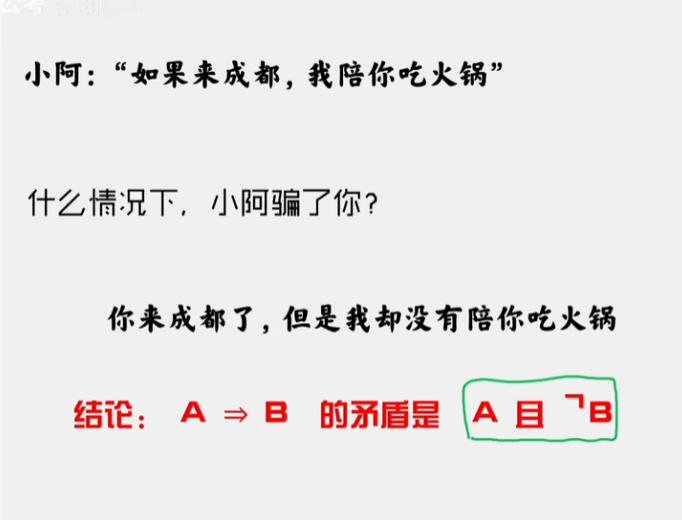 公考
小阿：“如果来成都，我陪你吃火锅”
什么情况下，小阿骗了你？
你来成都了，但是我却没有陪你吃火锅
结论： A ⇒ B 的矛盾是 A 且 ¬B